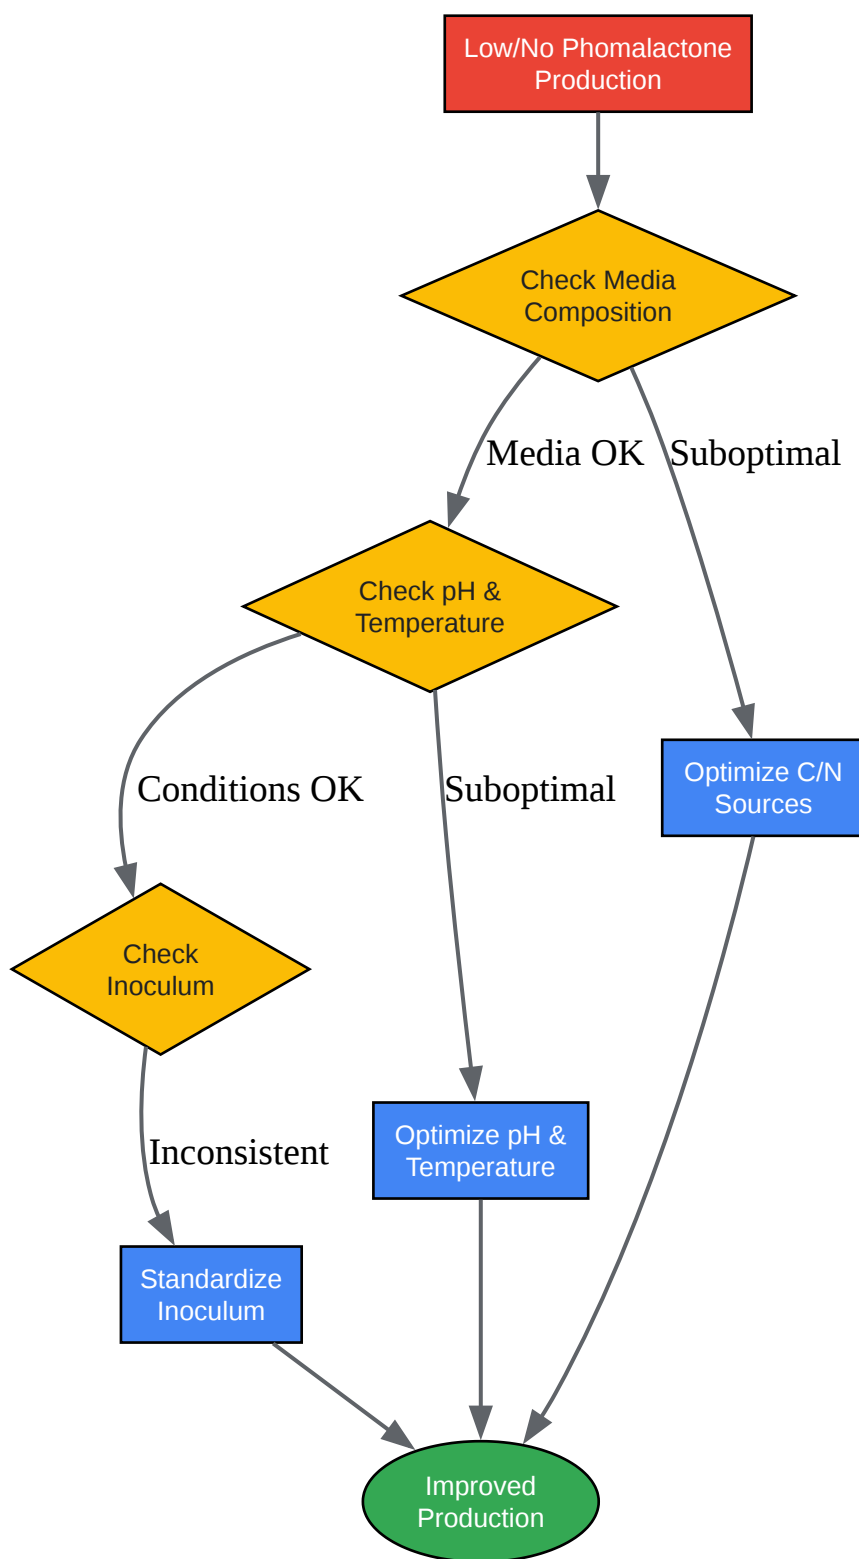 Low/No Phomalactone
Production
Check Media
Composition
Media OK
Suboptimal
Check pH &
Temperature
Optimize C/N
Sources
Conditions OK
Suboptimal
Check
Inoculum
Optimize pH &
Temperature
Inconsistent
Standardize
Inoculum
Improved
Production